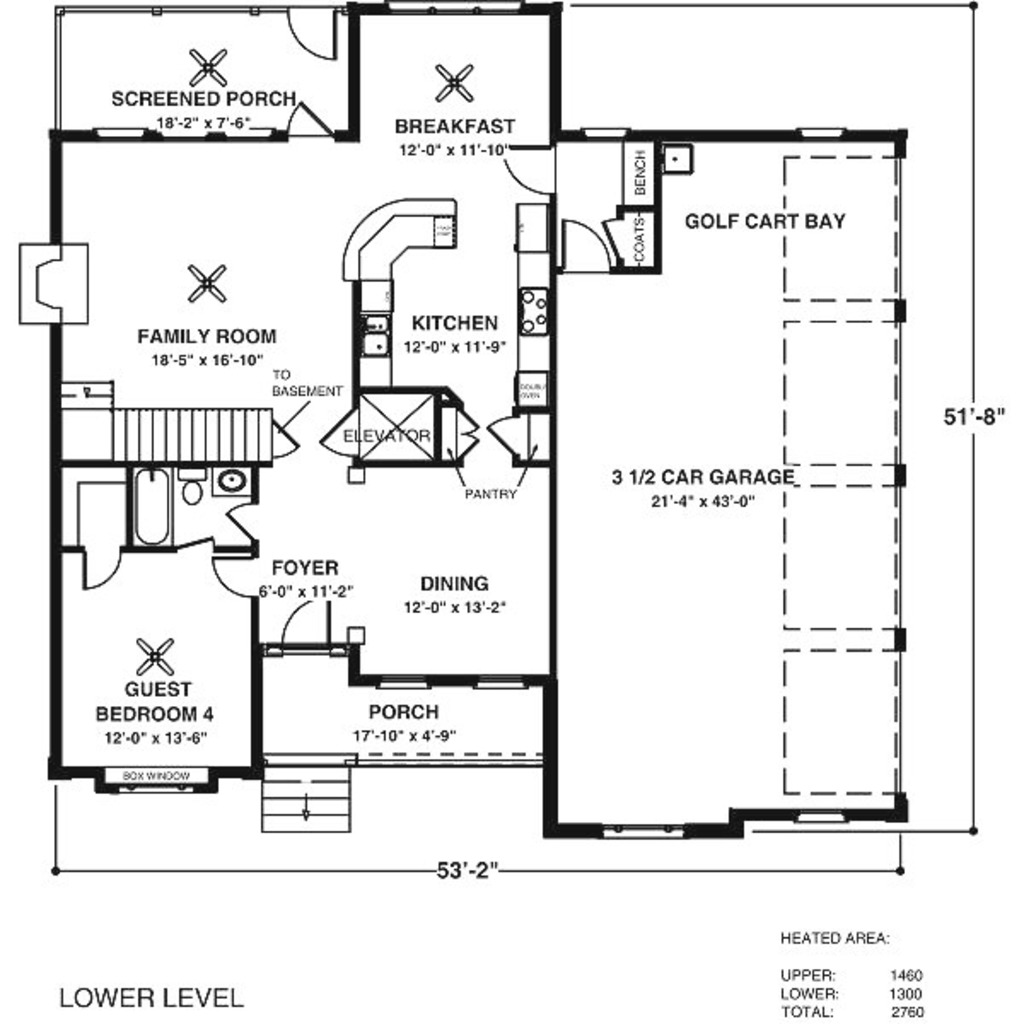 SCREENED PORCH
18'-2" x 7'-6"
BREAKFAST
12'-0" x 11'-10"
BENCH
COATS
GOLF CART BAY
FAMILY ROOM
18'-5" x 16'-10"
KITCHEN
12'-0" x 11'-9"
TO
BASEMENT
DOUBLE
OVEN
51'-8"
ELEVATOR
PANTRY
3 1/2 CAR GARAGE
21'-4" x 43'-0"
FOYER
6'-0" x 11'-2"
DINING
12'-0" x 13'-2"
GUEST
BEDROOM 4
12'-0" x 13'-6"
PORCH
17'-10" x 4'-9"
BOX WINDOW
53'-2"
HEATED AREA:
UPPER: 1460
LOWER: 1300
TOTAL: 2760
LOWER LEVEL